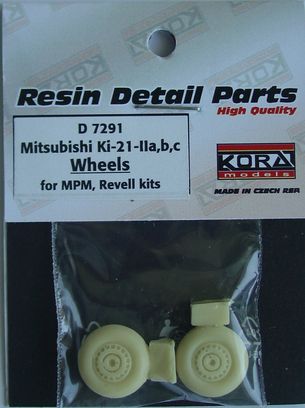 Resin Detail Parts
High Quality
D 7291
Mitsubishi Ki-21-IIa,b,c
Wheels
for MPM, Revell kits
KORA
models
MADE IN CZECH REP.